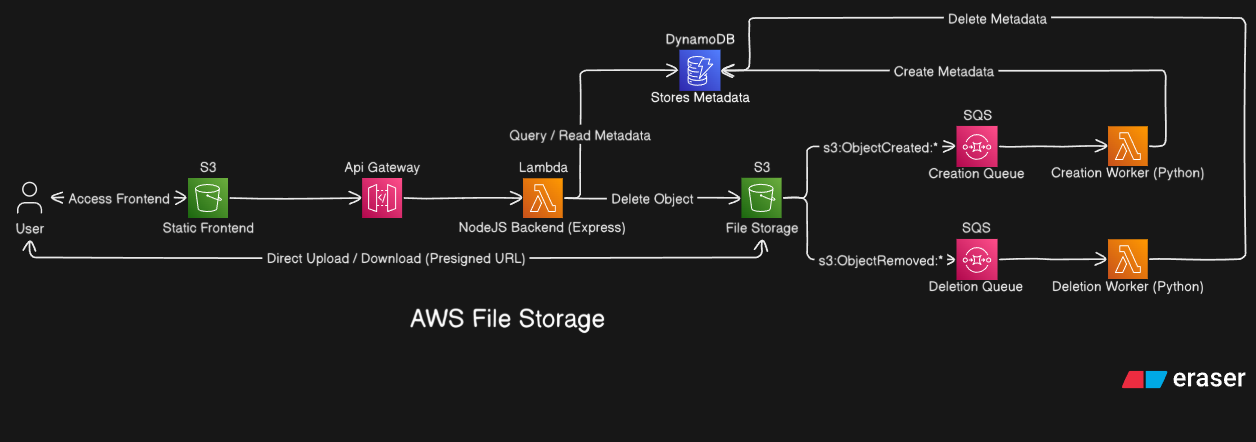 Delete Metadata
DynamoDB
Create Metadata
Stores Metadata
SQS
Query / Read Metadata
s3:ObjectCreated:*
S3
Api Gateway
Lambda
S3
Creation Queue
Creation Worker (Python)
Access Frontend
Delete Object
User
Static Frontend
NodeJS Backend (Express)
File Storage
SQS
Direct Upload / Download (Presigned URL)
s3:ObjectRemoved:*
Deletion Queue
Deletion Worker (Python)
AWS File Storage
eraser